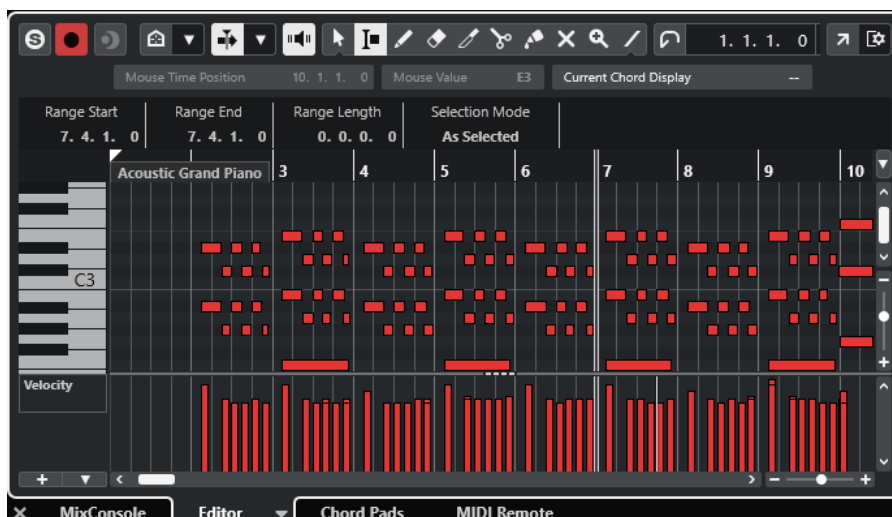 S 1. 1. 1. 0
Mouse Time Position 10. 1. 1. 0 Mouse Value E3 Current Chord Display --
Range Start Range End Range Length Selection Mode
7. 4. 1. 0 7. 4. 1. 0 0. 0. 0. 0 As Selected
Acoustic Grand Piano 3 4 5 6 7 8 9 10
C3
Velocity
MixConsole Editor Chord Pads MIDI Remote